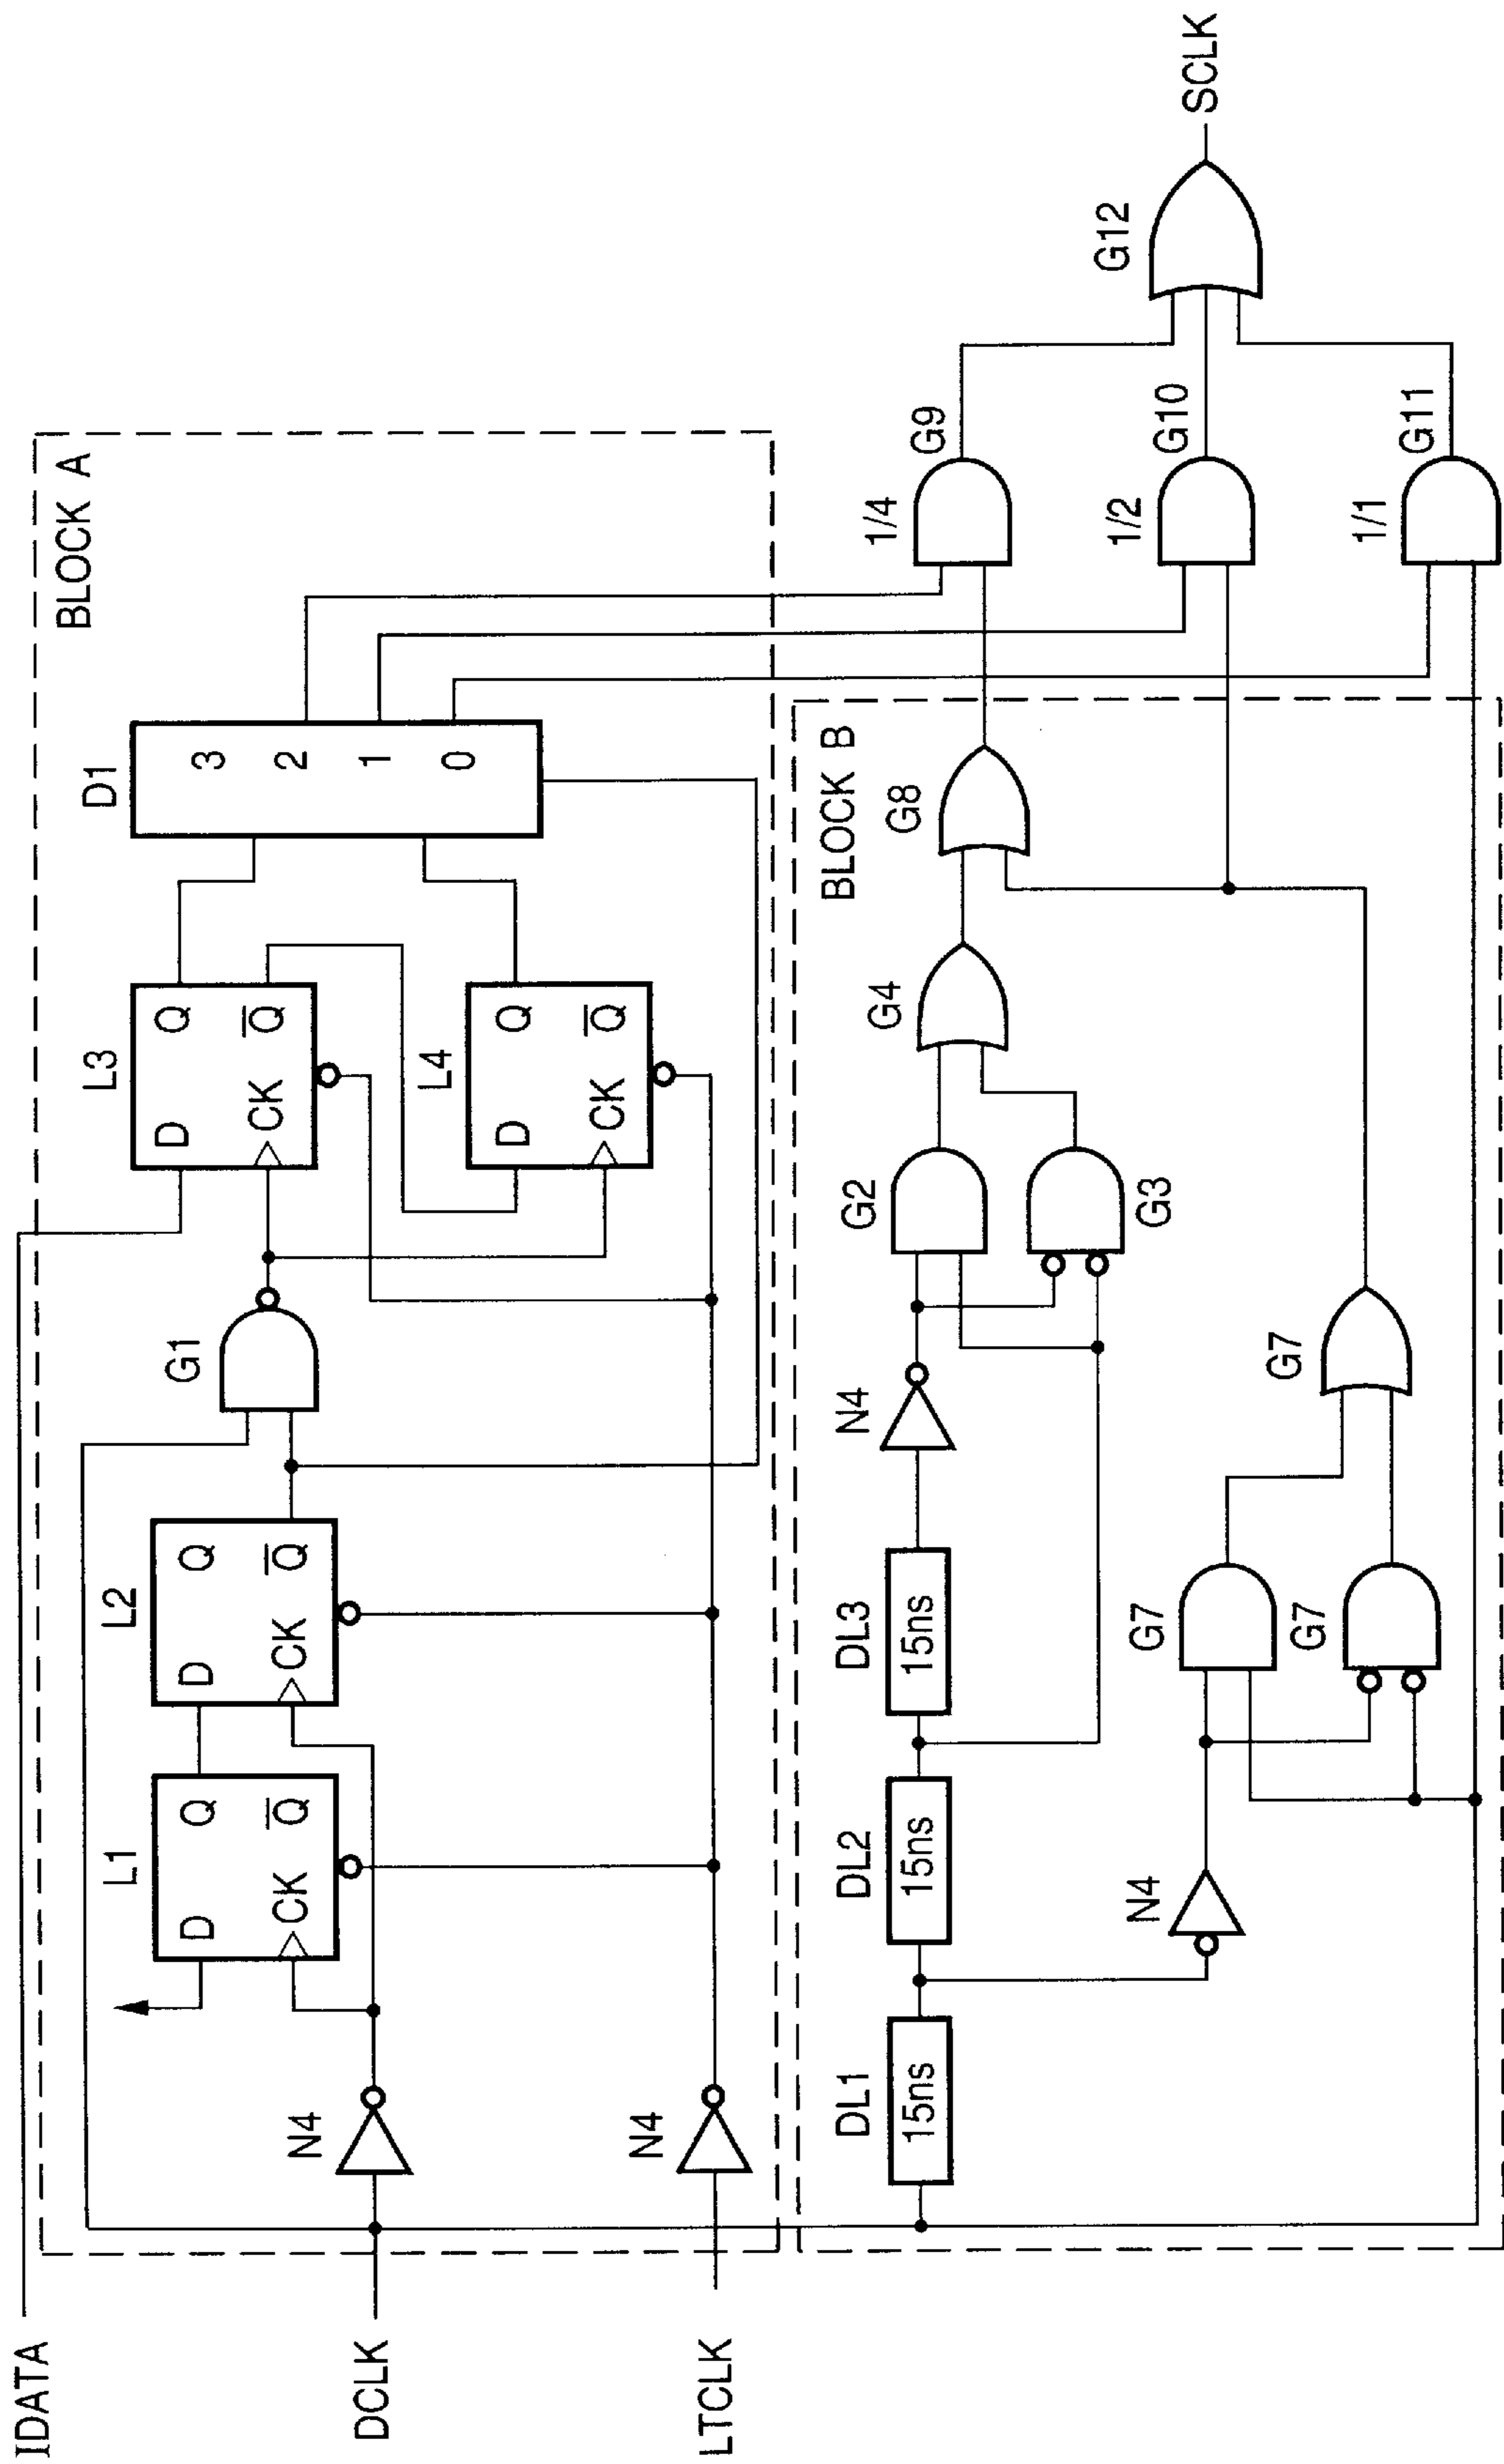 IDATA
DCLK
LTCLK
BLOCK A
N4
N4
L1
D
Q
CK
Q
L2
D
Q
CK
Q
G1
L3
D
Q
CK
Q
L4
D
Q
CK
Q
D1
3
2
1
0
BLOCK B
DL1
15ns
DL2
15ns
DL3
15ns
N4
N4
G2
G3
G4
G7
G7
G7
G8
1/4
G9
1/2
G10
1/1
G11
G12
SCLK